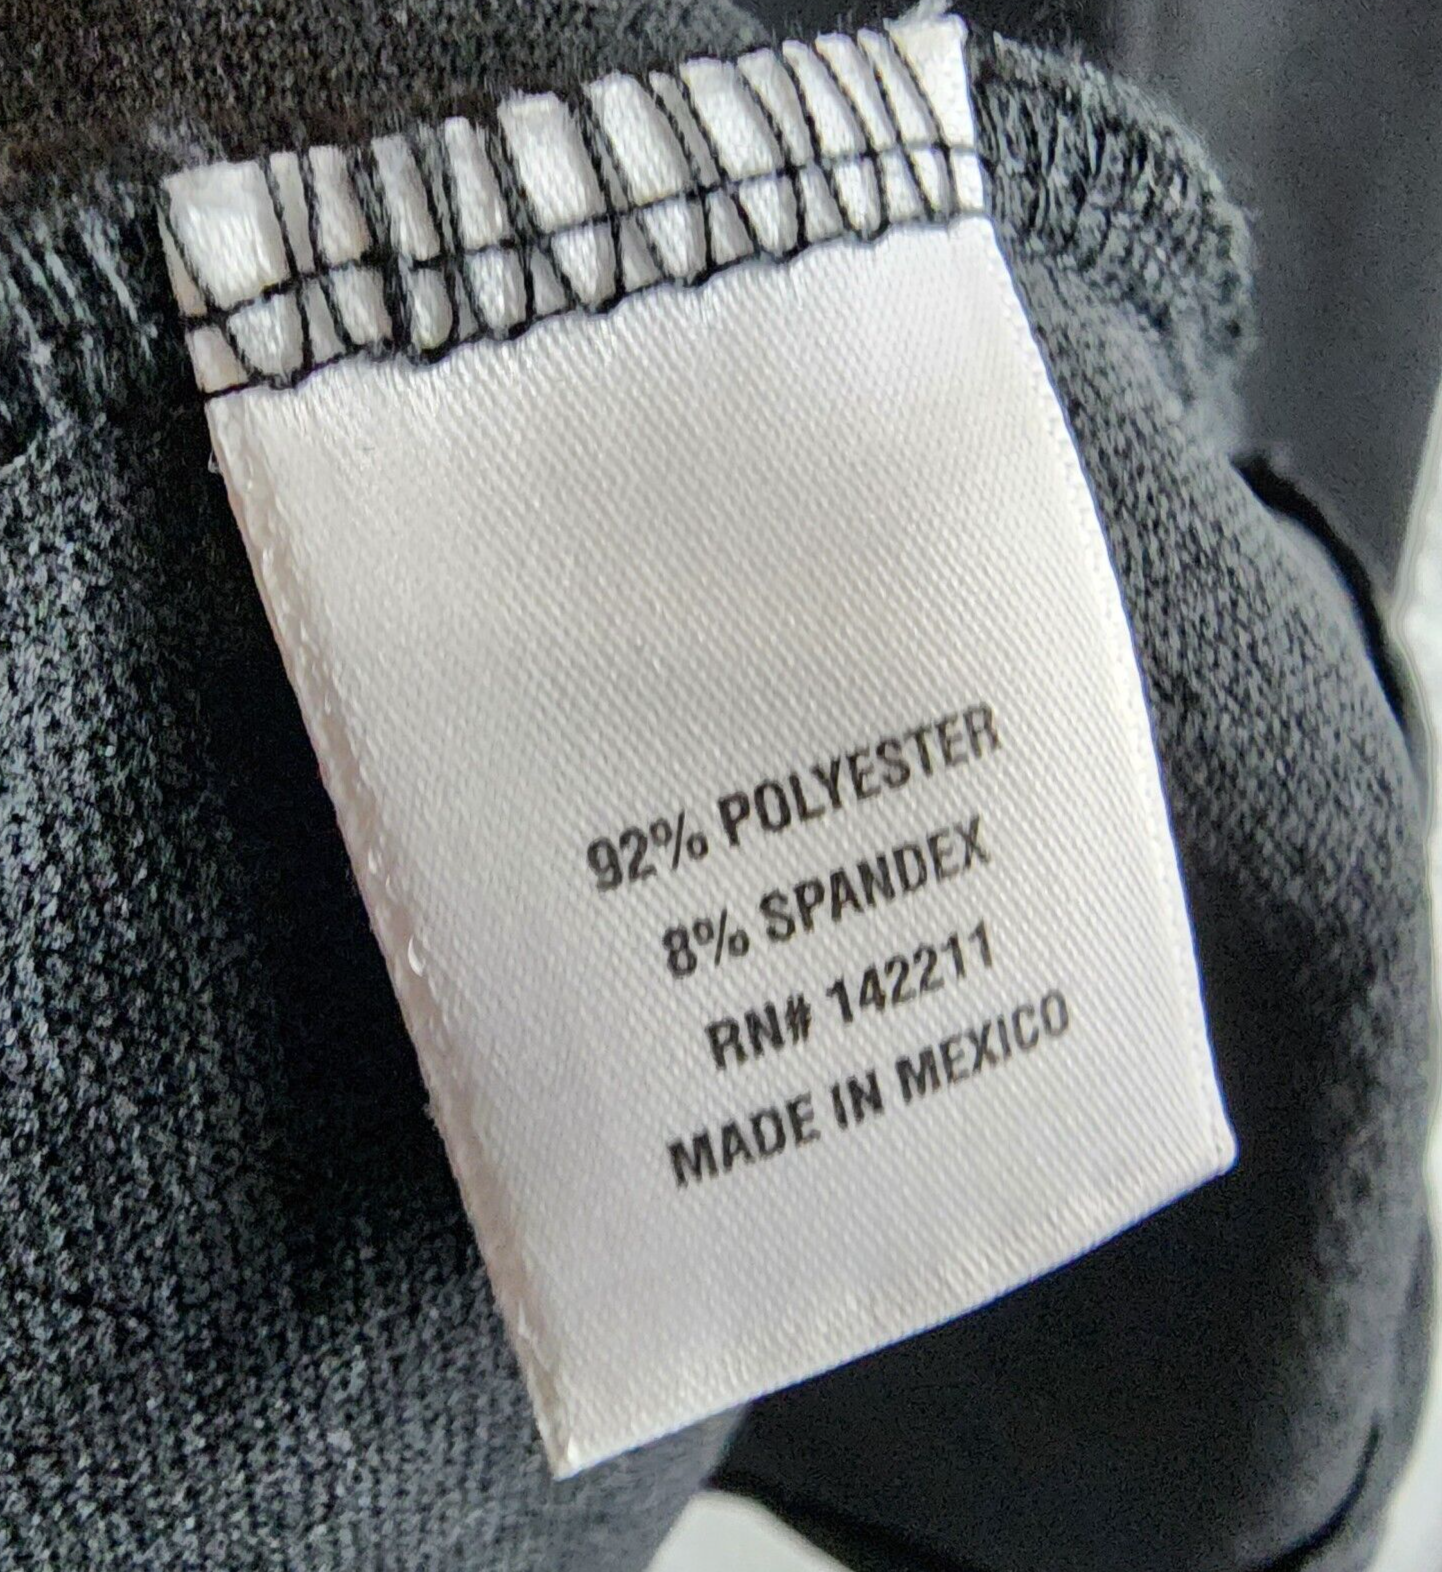 92% POLYESTER
8% SPANDEX
RN# 142211
MADE IN MEXICO